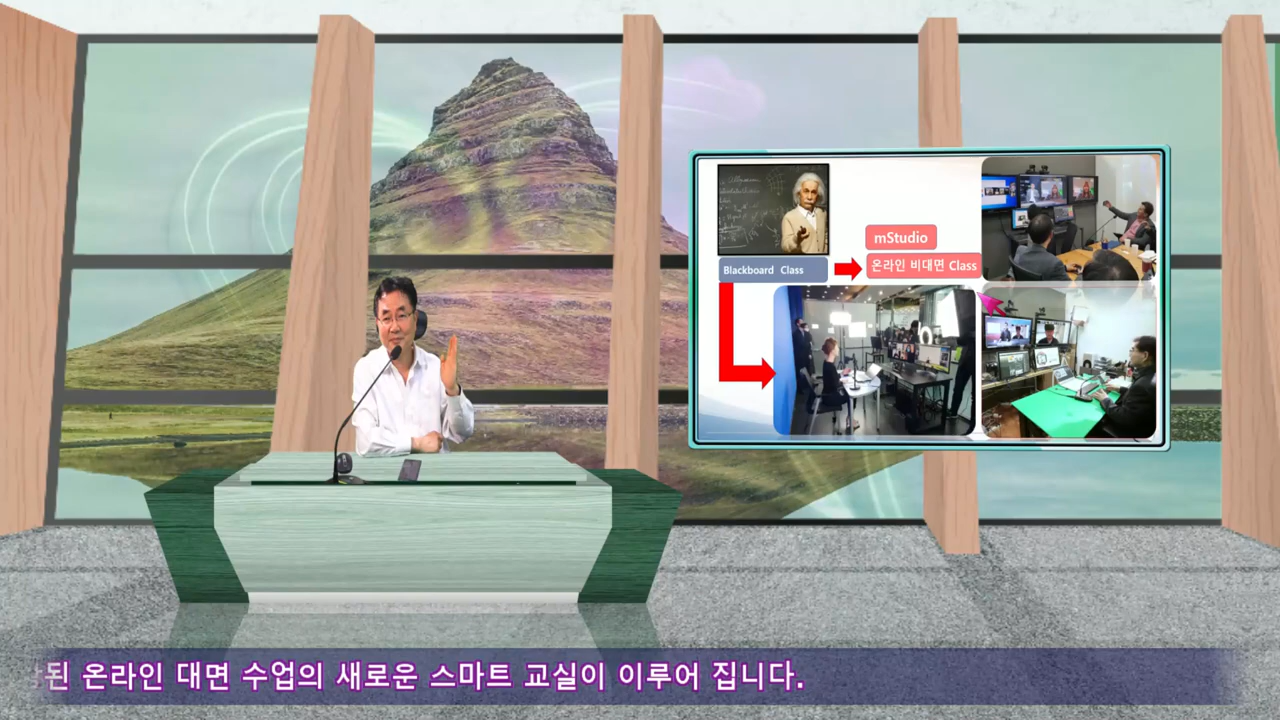 mStudio
Blackboard Class
온라인 비대면 Class
된 온라인 대면 수업의 새로운 스마트 교실이 이루어 집니다.